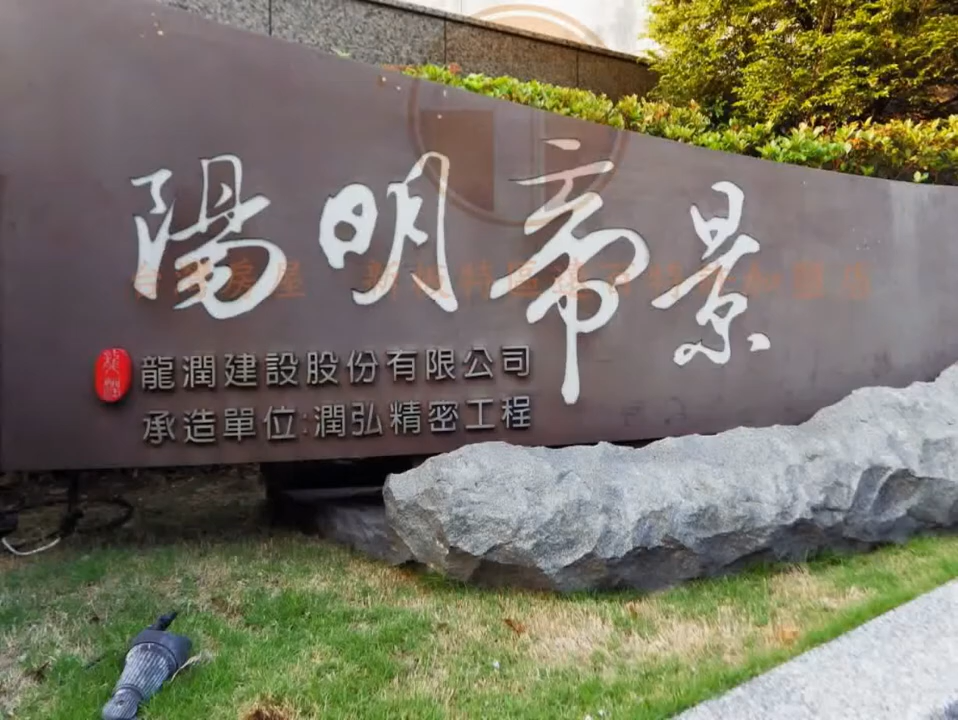 陽明帝景
龍潤建設股份有限公司
承造單位:潤弘精密工程